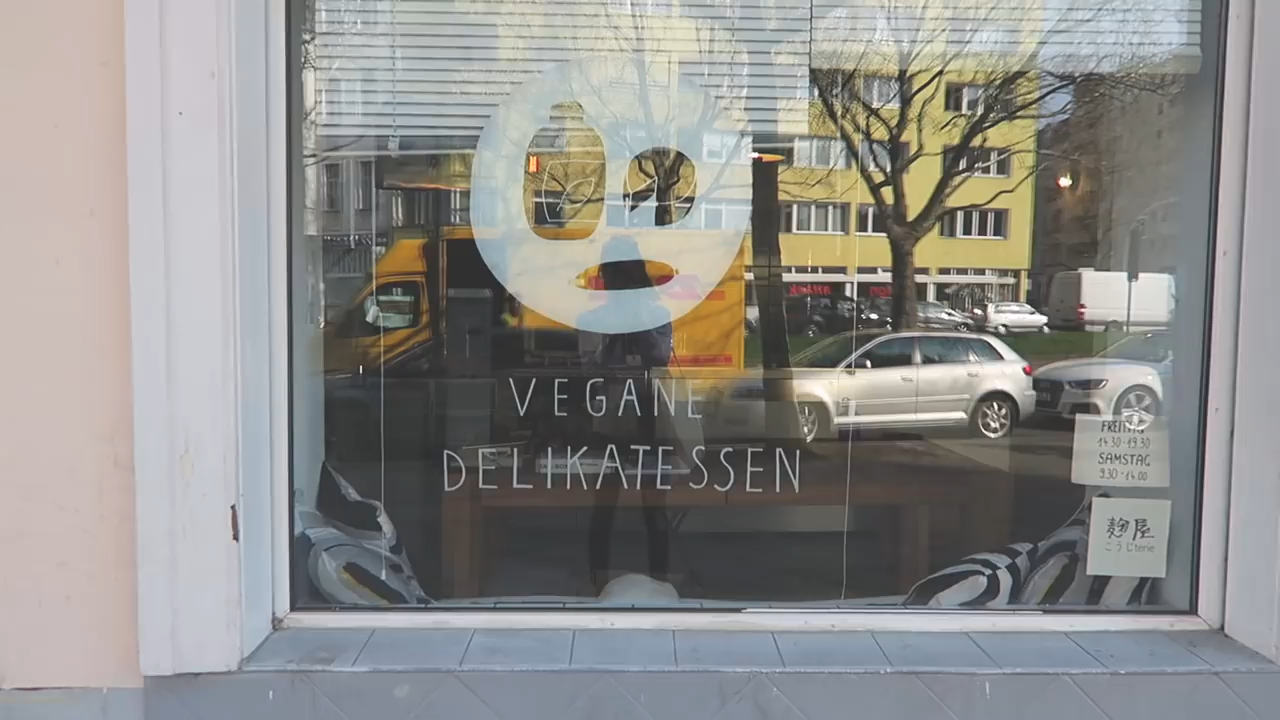 VEGANE
DELIKATESSEN
FREITAG
14.30-19.30
SAMSTAG
9.30-14.00
麹屋
こうじterie